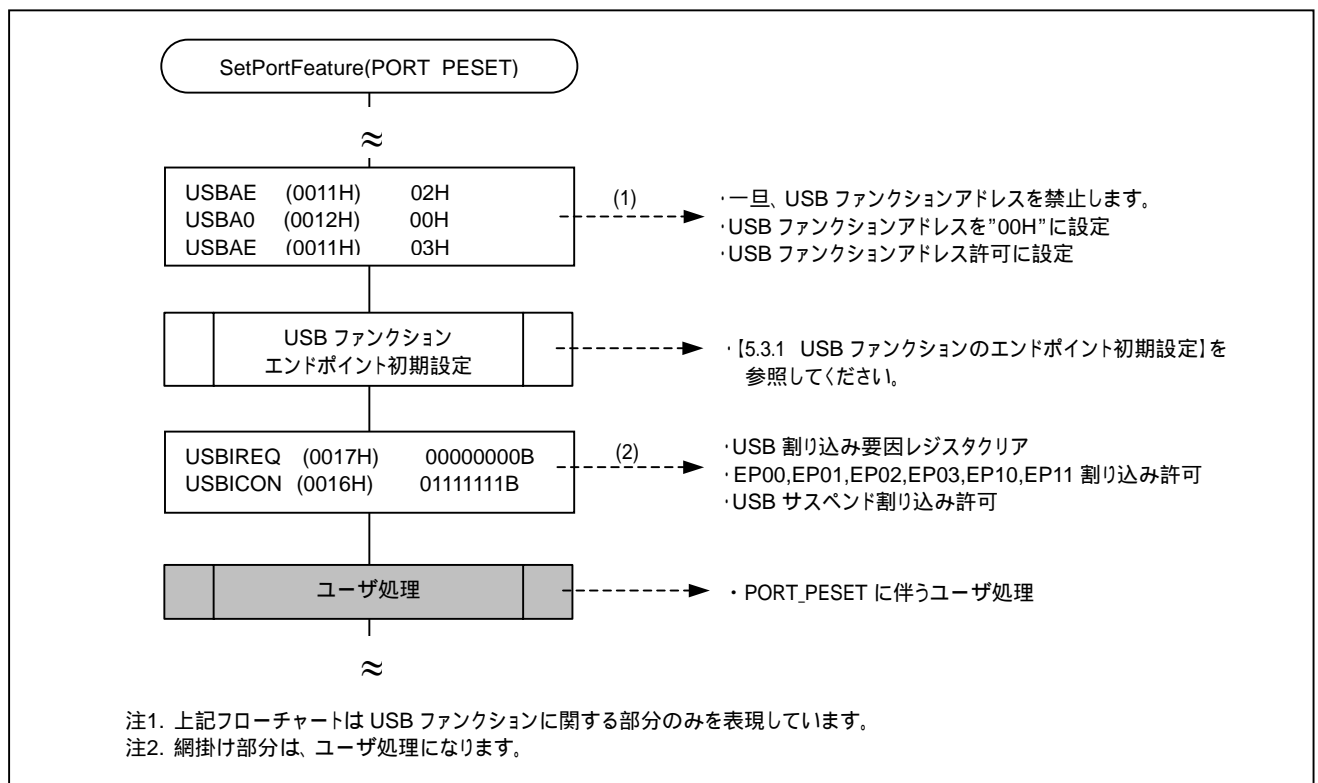 SetPortFeature(PORT PESET)
≈
USBAE (0011H) 02H
USBA0 (0012H) 00H
USBAE (0011H) 03H
(1)
・一旦、USB ファンクションアドレスを禁止します。
・USB ファンクションアドレスを"00H"に設定
・USB ファンクションアドレス許可に設定
USB ファンクション
エンドポイント初期設定
・【5.3.1 USB ファンクションのエンドポイント初期設定】を
参照してください。
USBIREQ (0017H) 00000000B
USBICON (0016H) 01111111B
(2)
・USB 割り込み要因レジスタクリア
・EP00,EP01,EP02,EP03,EP10,EP11 割り込み許可
・USB サスペンド割り込み許可
ユーザ処理
・PORT_PESET に伴うユーザ処理
≈
注1. 上記フローチャートは USB ファンクションに関する部分のみを表現しています。
注2. 網掛け部分は、ユーザ処理になります。